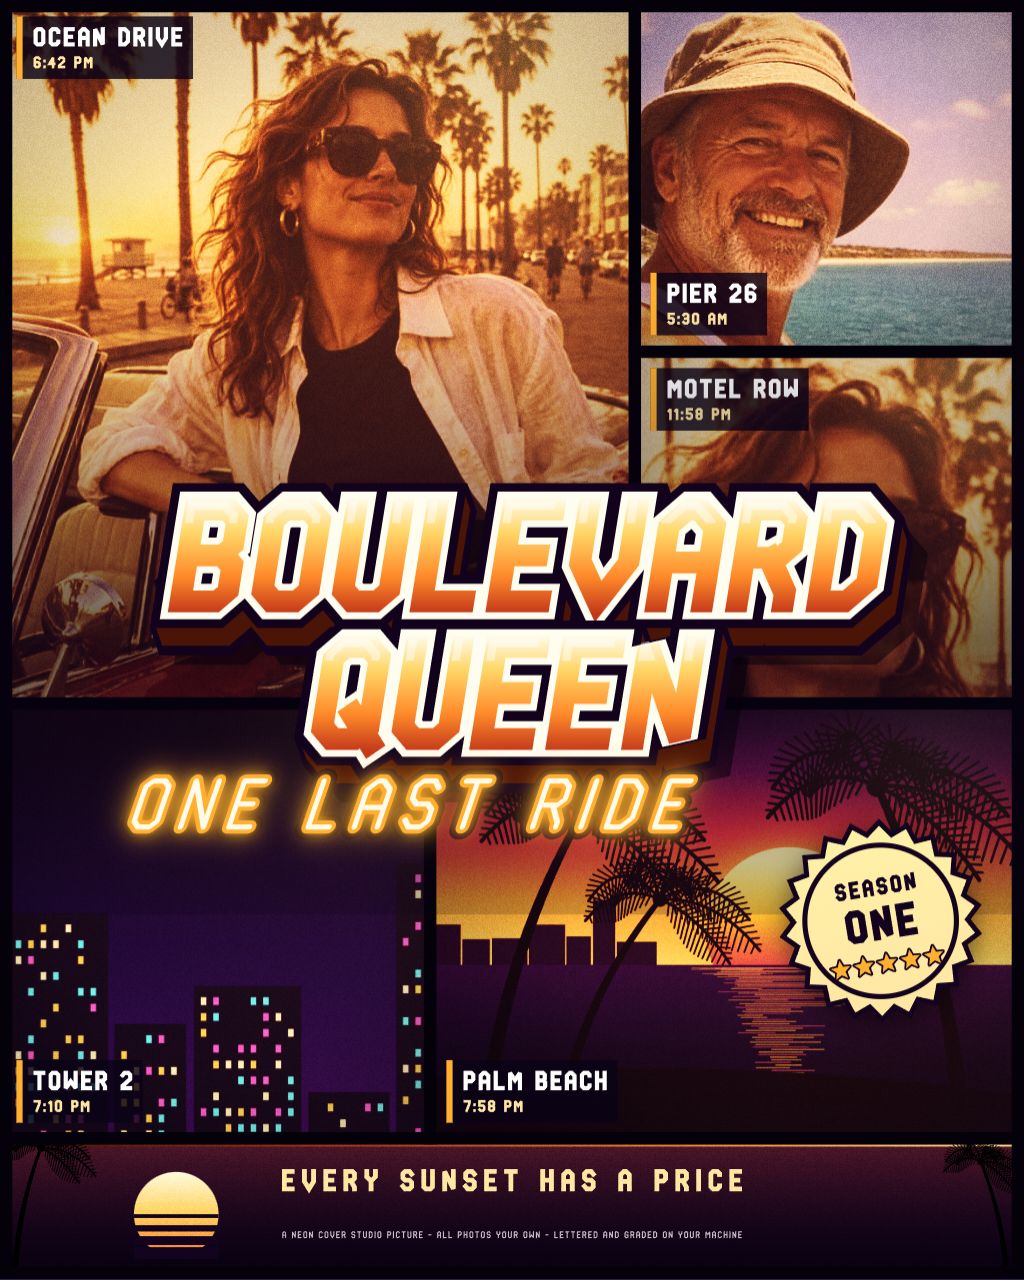 OCEAN DRIVE
6:42 PM
PIER 26
5:30 AM
MOTEL ROW
11:58 PM
BOULEVARD
QUEEN
ONE LAST RIDE
SEASON
ONE
TOWER 2
7:10 PM
PALM BEACH
7:58 PM
EVERY SUNSET HAS A PRICE
A NEON COVER STUDIO PICTURE - ALL PHOTOS YOUR OWN - LETTERED AND GRADED ON YOUR MACHINE